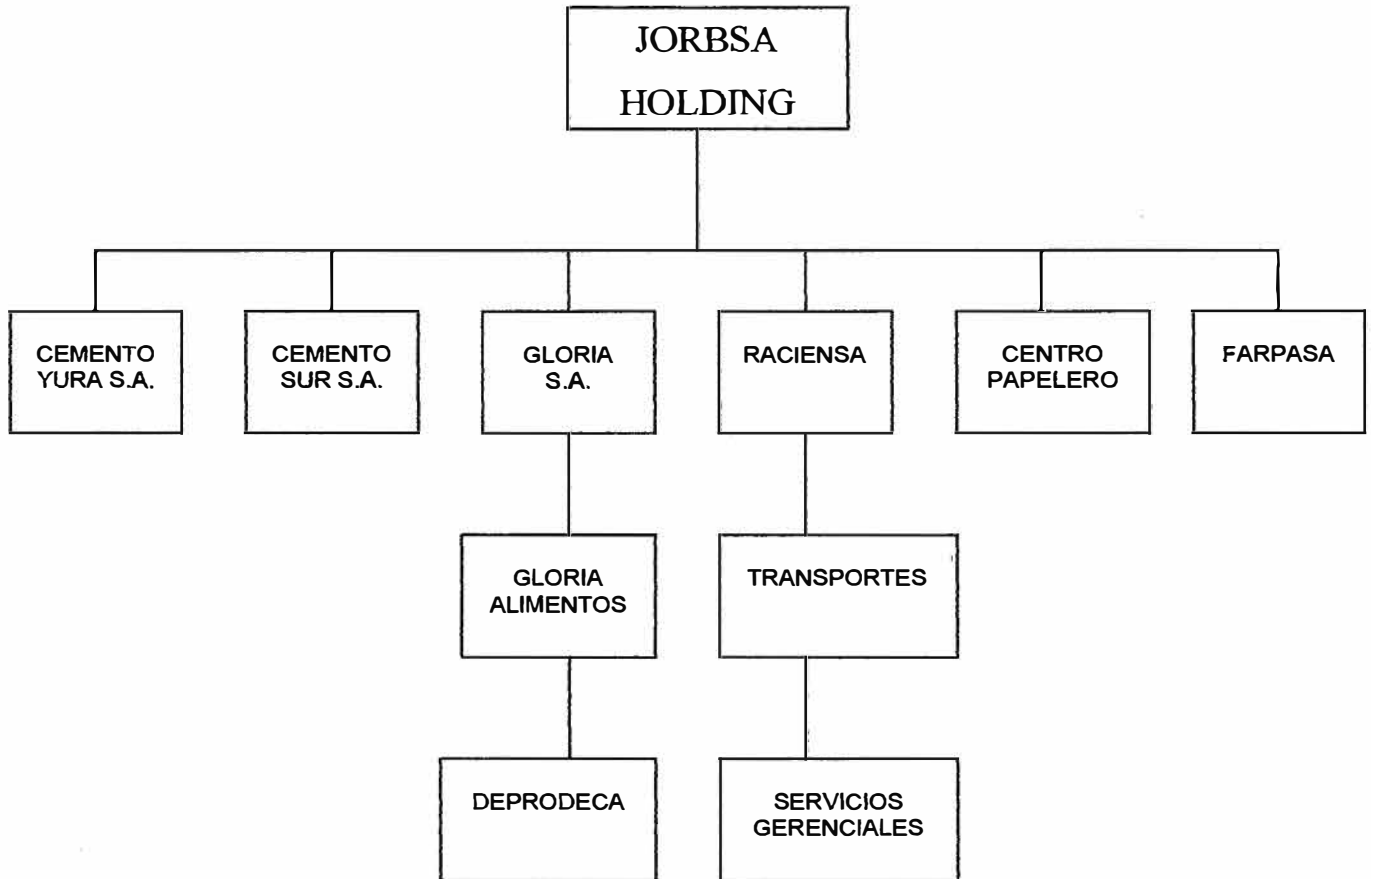 JORBSA
HOLDING
CEMENTO
YURA S.A.
CEMENTO
SUR S.A.
GLORIA
S.A.
RACIENSA
CENTRO
PAPELERO
FARPASA
GLORIA
ALIMENTOS
TRANSPORTES
DEPRODECA
SERVICIOS
GERENCIALES